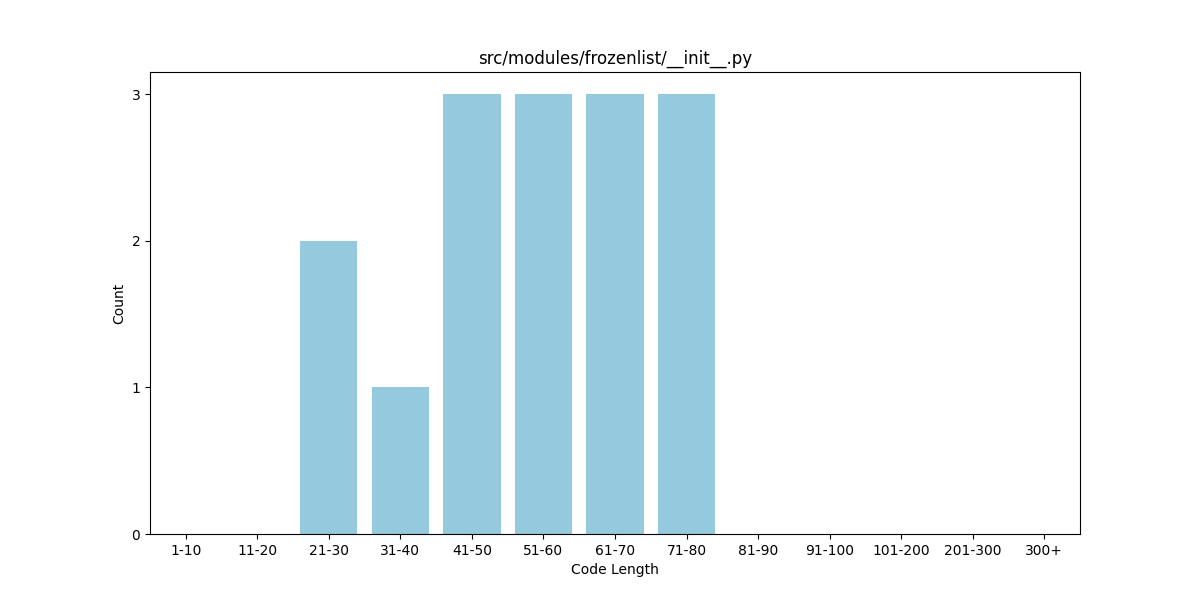 src/modules/frozenlist/__init__.py
Count
3
2
1
0
1-10 11-20 21-30 31-40 41-50 51-60 61-70 71-80 81-90 91-100 101-200 201-300 300+
Code Length